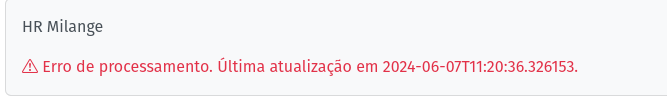 HR Milange
⚠ Erro de processamento. Última atualização em 2024-06-07T11:20:36.326153.